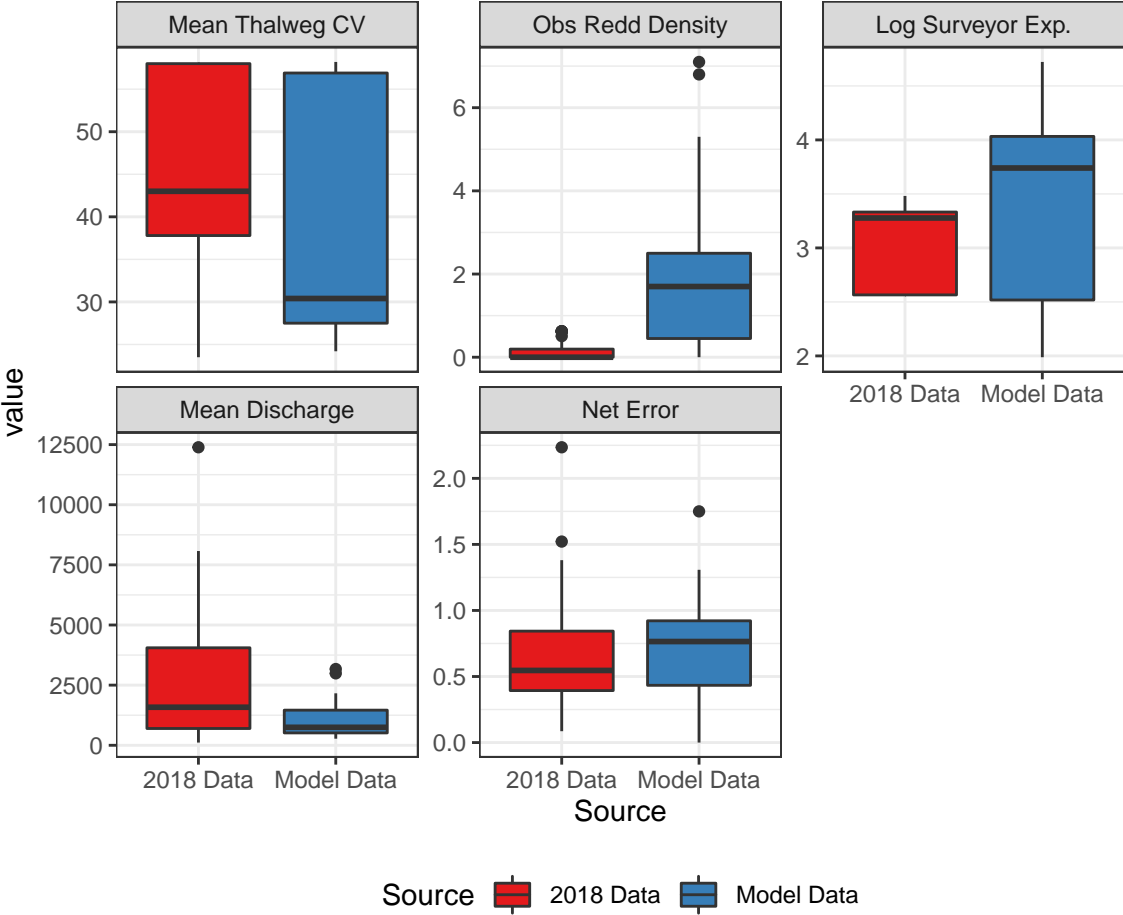 Mean Thalweg CV
Obs Redd Density
Log Surveyor Exp.
50
40
30
6
4
2
0
4
3
2
2018 Data Model Data
value
Mean Discharge
Net Error
12500
10000
7500
5000
2500
0
2.0
1.5
1.0
0.5
0.0
2018 Data Model Data
2018 Data Model Data
Source
Source 2018 Data Model Data